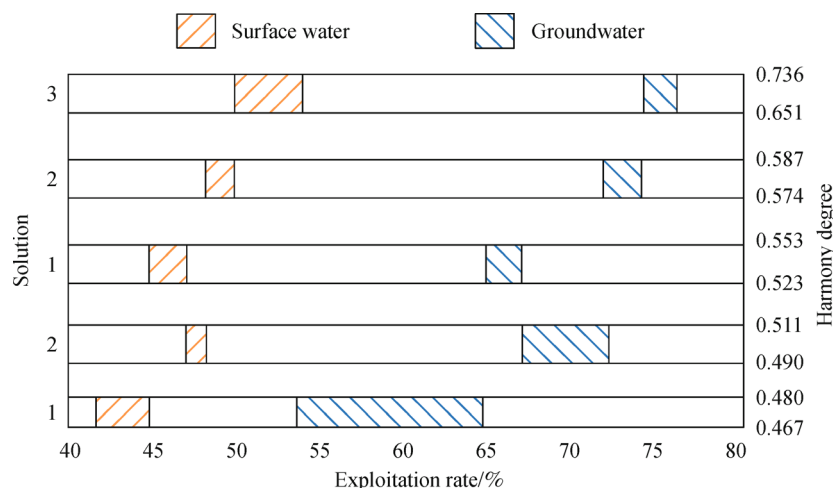 Surface water
Groundwater
Solution
3
2
1
2
1
0.736
0.651
0.587
0.574
0.553
0.523
0.511
0.490
0.480
0.467
Harmony degree
40 45 50 55 60 65 70 75 80
Exploitation rate/%